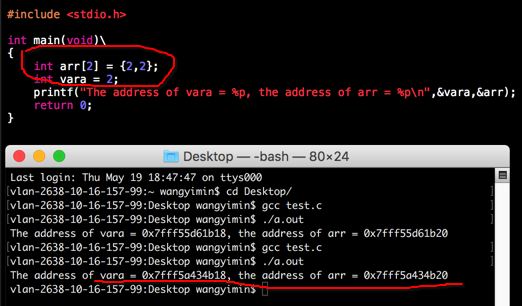 #include <stdio.h>
int main(void)\
{
int arr[2] = {2,2};
int vara = 2;
printf("The address of vara = %p, the address of arr = %p\n",&vara,&arr);
return 0;
}
Desktop — -bash — 80×24
Last login: Thu May 19 18:47:47 on ttys000
[vlan-2638-10-16-157-99:~ wangyimin$ cd Desktop/ ]
[vlan-2638-10-16-157-99:Desktop wangyimin$ gcc test.c ]
[vlan-2638-10-16-157-99:Desktop wangyimin$ ./a.out ]
The address of vara = 0x7fff55d61b18, the address of arr = 0x7fff55d61b20
[vlan-2638-10-16-157-99:Desktop wangyimin$ gcc test.c ]
[vlan-2638-10-16-157-99:Desktop wangyimin$ ./a.out ]
The address of vara = 0x7fff5a434b18, the address of arr = 0x7fff5a434b20
vlan-2638-10-16-157-99:Desktop wangyimin$